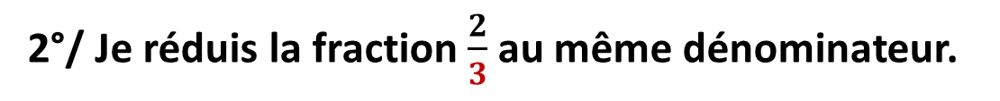 2°/ Je réduis la fraction 2/3 au même dénominateur.